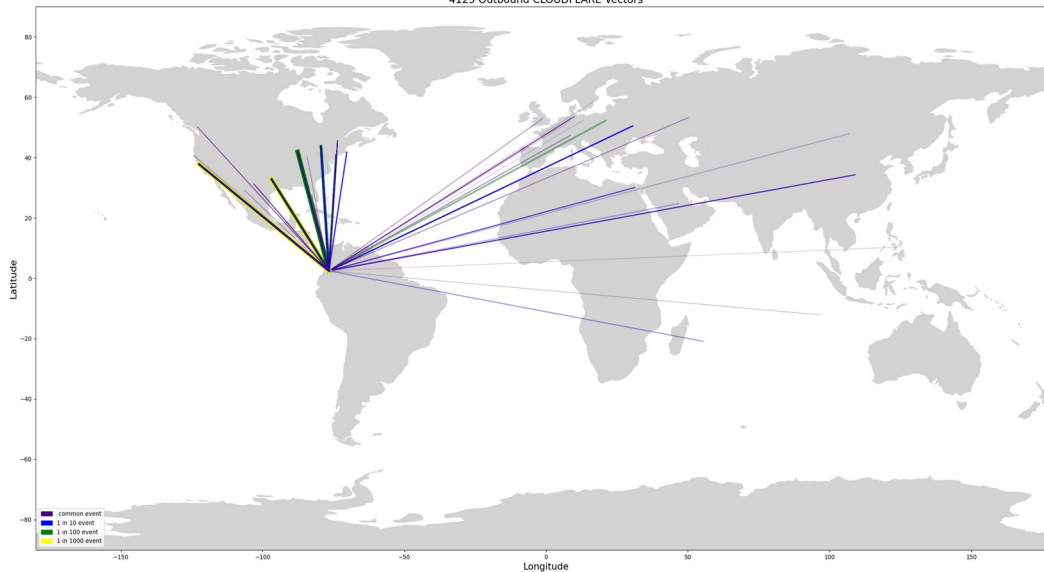 4125 Outbound CLOUDFLARE Vectors
80
60
40
20
0
−20
−40
−60
−80
Latitude
common event
1 in 10 event
1 in 100 event
1 in 1000 event
−150
−100
−50
0
50
100
150
Longitude